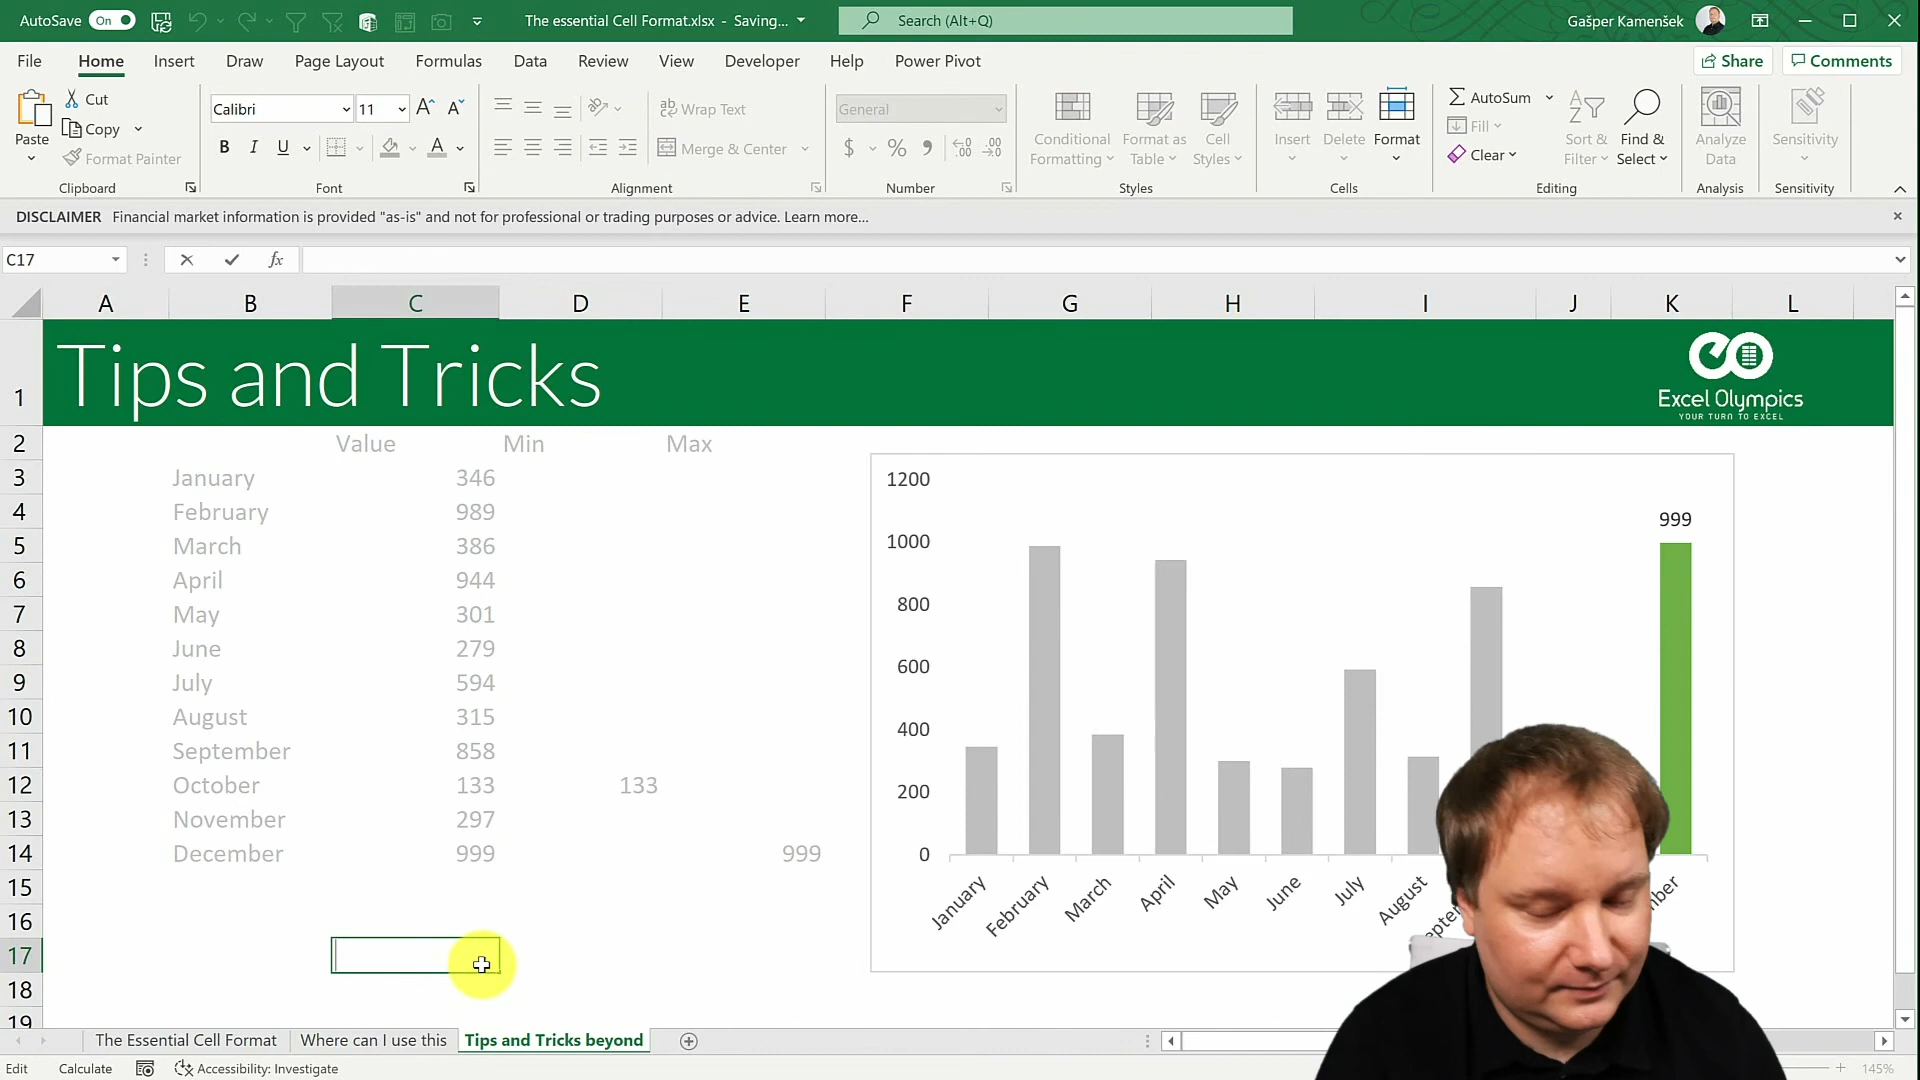 AutoSave On The essential Cell Format.xlsx - Saving... Search (Alt+Q) Gašper Kamenšek
File Home Insert Draw Page Layout Formulas Data Review View Developer Help Power Pivot Share Comments
Paste Cut Copy Format Painter
Calibri 11
B I U A
Wrap Text
Merge & Center
General
$ % 9
Conditional Formatting
Format as Table
Cell Styles
Insert
Delete
Format
AutoSum
Fill
Clear
Sort & Filter
Find & Select
Analyze Data
Sensitivity
Clipboard Font Alignment Number Styles Cells Editing Analysis Sensitivity
DISCLAIMER Financial market information is provided "as-is" and not for professional or trading purposes or advice. Learn more...
C17 fx
A B C D E F G H I J K L
1 Tips and Tricks
Excel Olympics
YOUR TURN TO EXCEL
2 Value Min Max
3 January 346
4 February 989
5 March 386
6 April 944
7 May 301
8 June 279
9 July 594
10 August 315
11 September 858
12 October 133 133
13 November 297
14 December 999 999
15
16
17
18
19
1200
1000
800
600
400
200
0
999
January
February
March
April
May
June
July
August
The Essential Cell Format Where can I use this Tips and Tricks beyond
Edit Calculate Accessibility: Investigate 145%